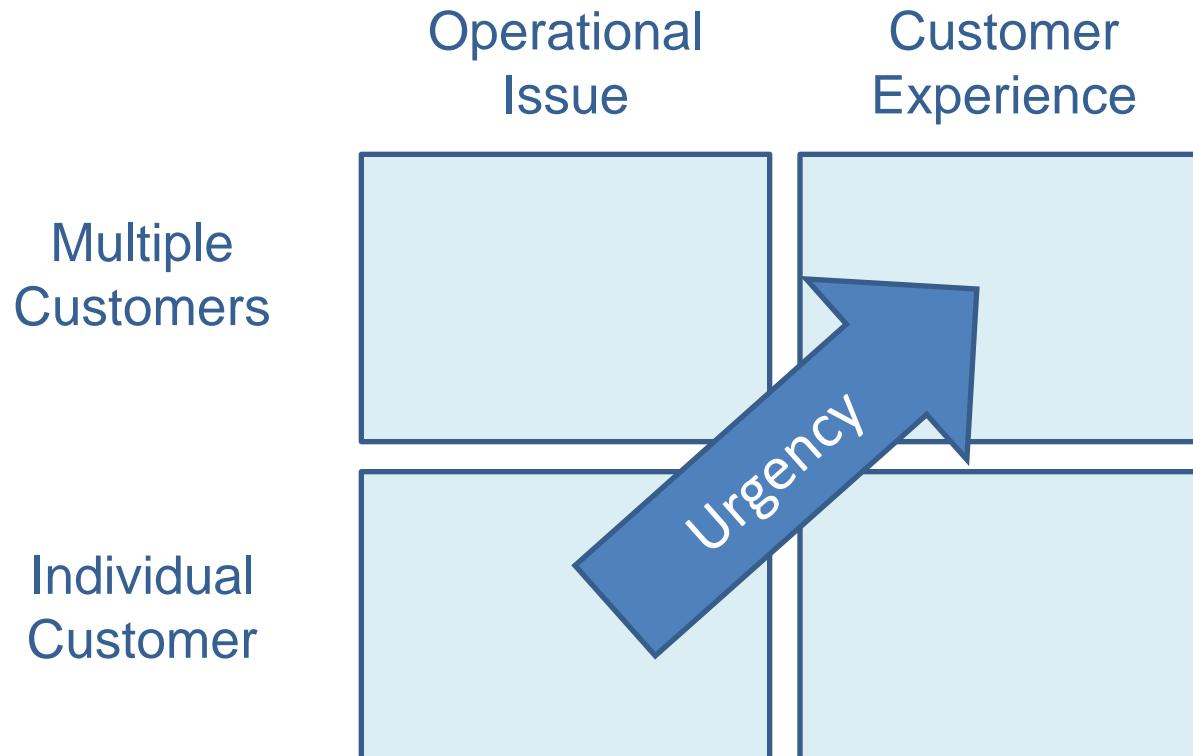 Operational
Issue
Customer
Experience
Multiple
Customers
Urgency
Individual
Customer